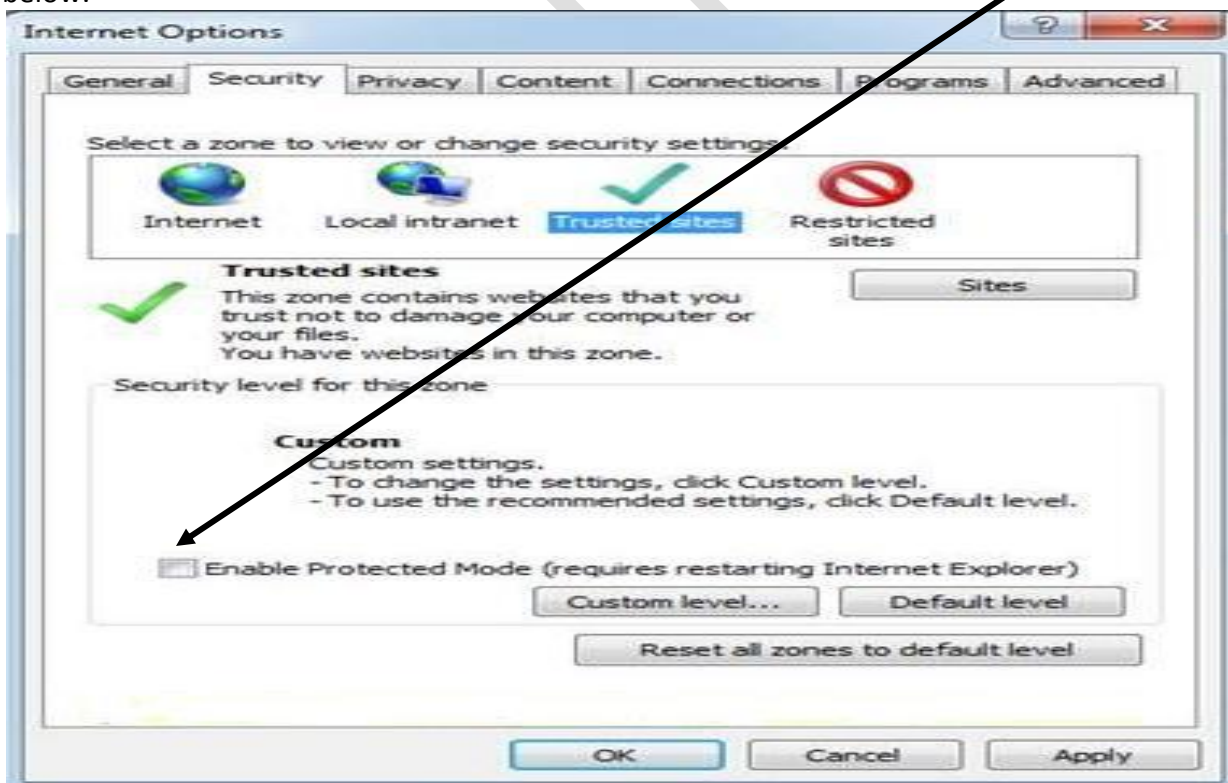 below.
Internet Options
General Security Privacy Content Connections Programs Advanced
Select a zone to view or change security settings.
Internet Local intranet Trusted sites Restricted sites
Trusted sites
Sites
This zone contains websites that you
trust not to damage your computer or
your files.
You have websites in this zone.
Security level for this zone
Custom
Custom settings.
- To change the settings, click Custom level.
- To use the recommended settings, click Default level.
Enable Protected Mode (requires restarting Internet Explorer)
Custom level... Default level
Reset all zones to default level
OK Cancel Apply